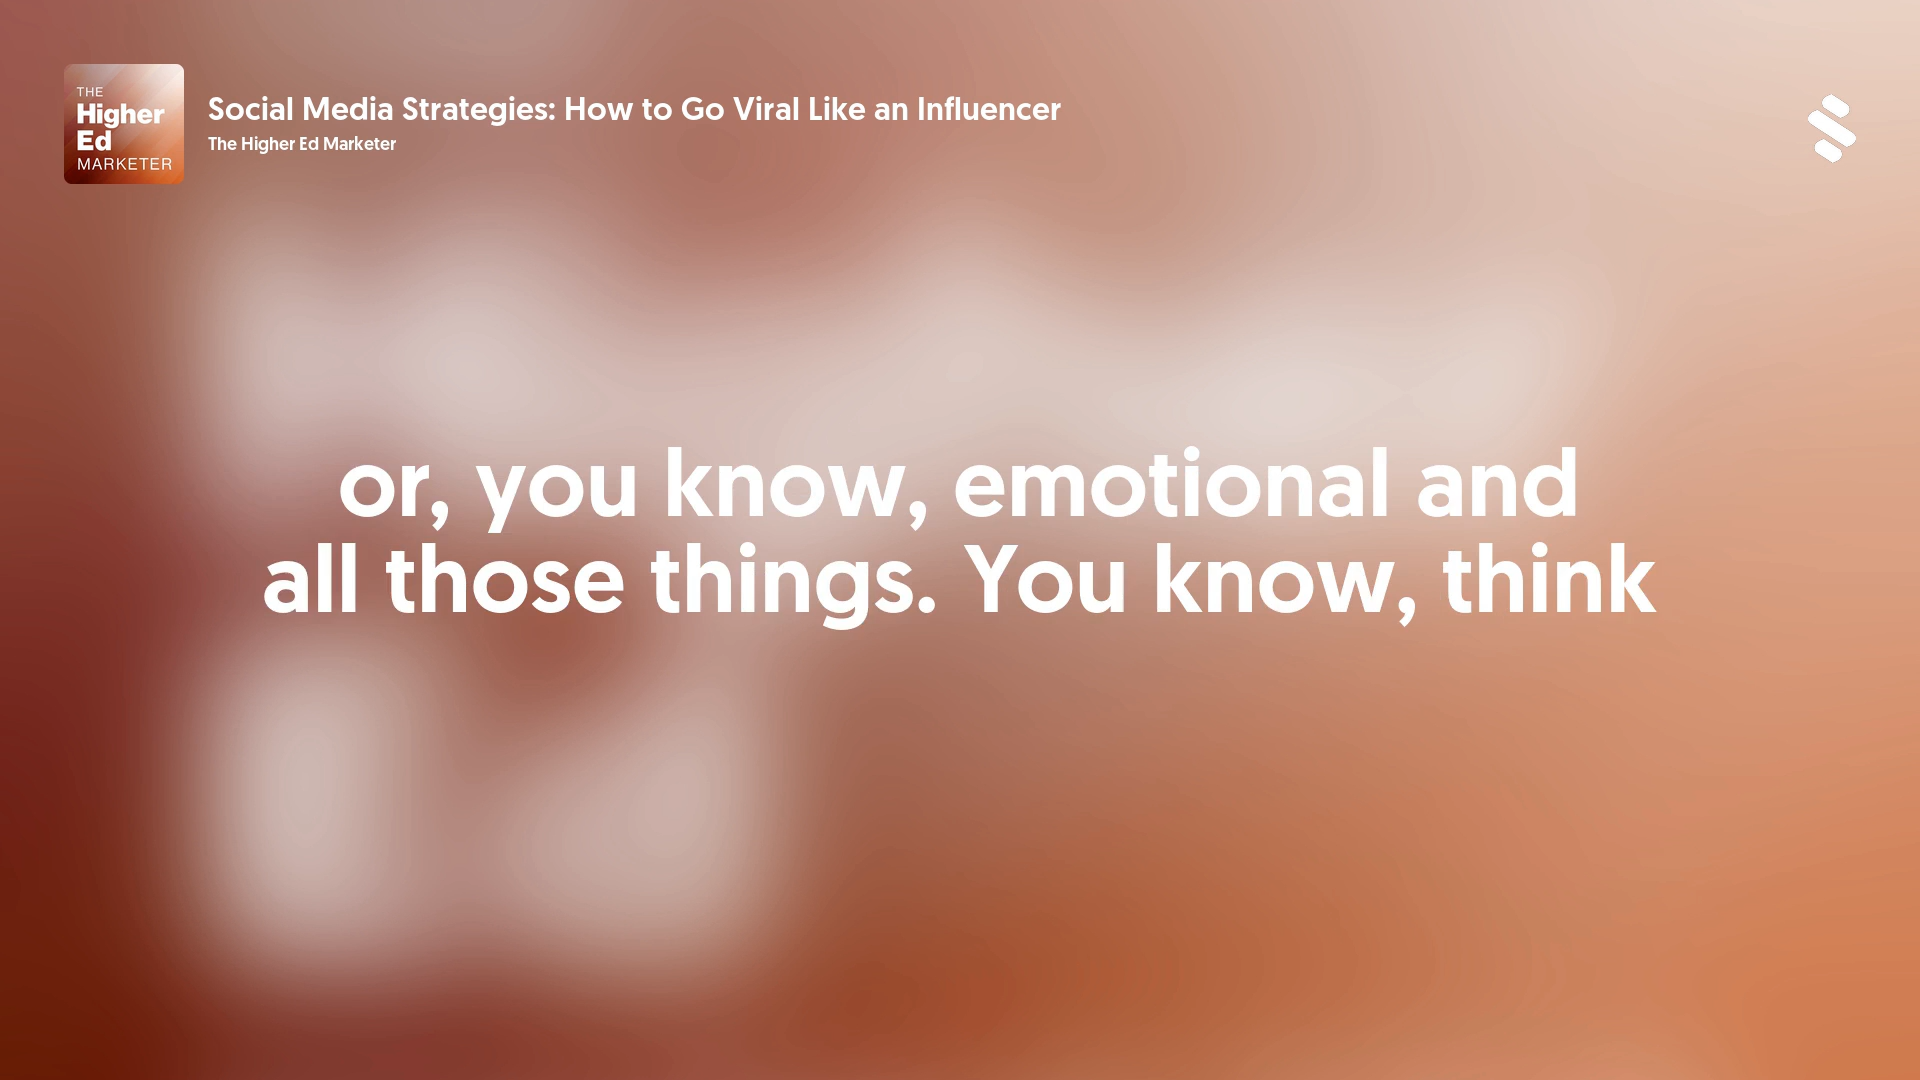 THE
Higher
Ed
MARKETER
Social Media Strategies: How to Go Viral Like an Influencer
The Higher Ed Marketer
or, you know, emotional and
all those things. You know, think